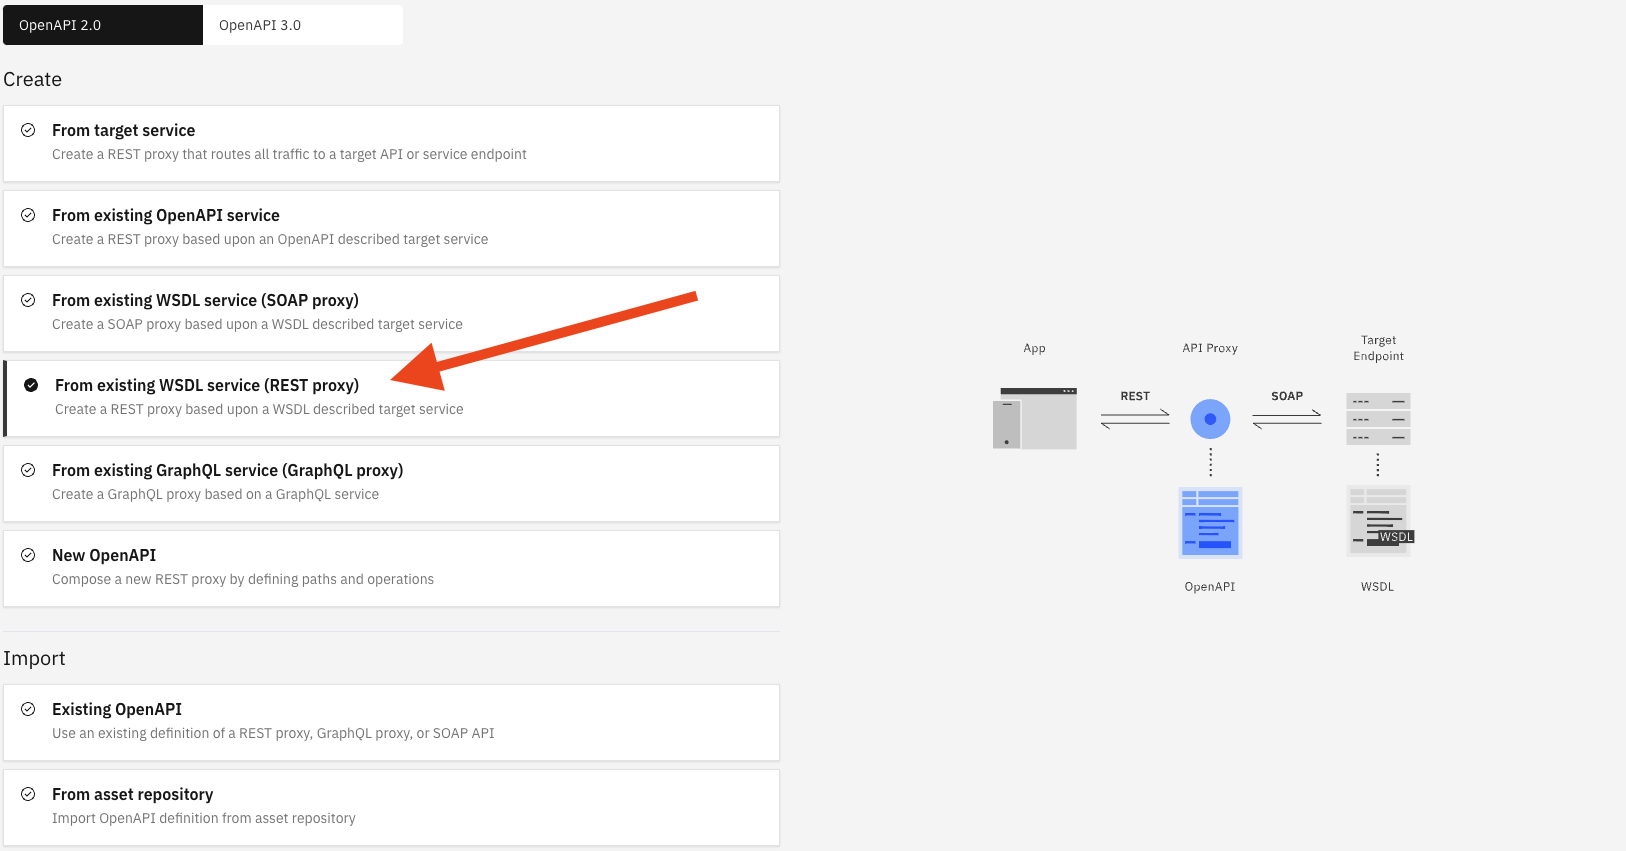 OpenAPI 2.0
OpenAPI 3.0
Create
From target service
Create a REST proxy that routes all traffic to a target API or service endpoint
From existing OpenAPI service
Create a REST proxy based upon an OpenAPI described target service
From existing WSDL service (SOAP proxy)
Create a SOAP proxy based upon a WSDL described target service
From existing WSDL service (REST proxy)
Create a REST proxy based upon a WSDL described target service
From existing GraphQL service (GraphQL proxy)
Create a GraphQL proxy based on a GraphQL service
New OpenAPI
Compose a new REST proxy by defining paths and operations
Import
Existing OpenAPI
Use an existing definition of a REST proxy, GraphQL proxy, or SOAP API
From asset repository
Import OpenAPI definition from asset repository
App
API Proxy
Target
Endpoint
REST
SOAP
WSDL
OpenAPI
WSDL